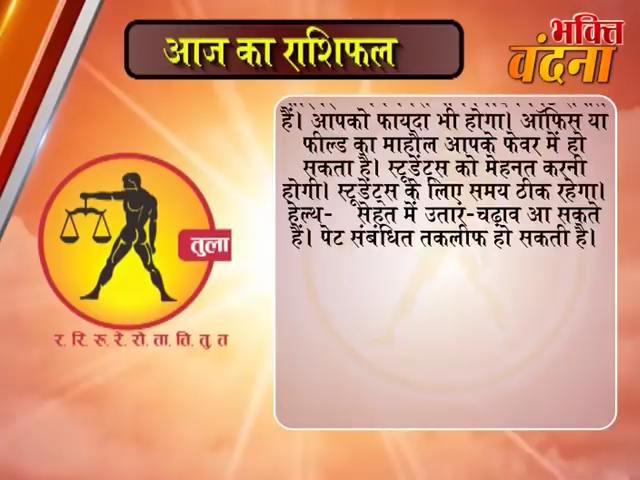 आज का राशिफल
भक्ति
वंदना
हैं। आपको फायदा भी होगा। ऑफिस या
फील्ड का माहौल आपके फेवर में हो
सकता है। स्टूडेंट्स को मेहनत करनी
होगी। स्टूडेंट्स के लिए समय ठीक रहेगा।
हेल्थ- सेहत में उतार-चढ़ाव आ सकते
हैं। पेट संबंधित तकलीफ हो सकती है।
तुला
र. रि. रू. रे. रो. ता. ति. तु. त